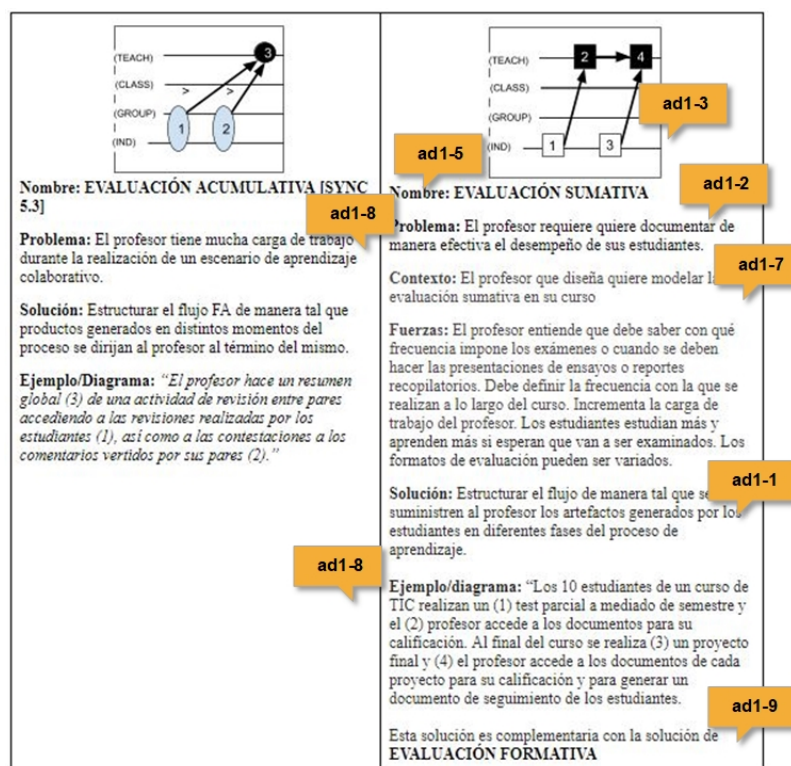 (TEACH)
(CLASS)
(GROUP)
(IND)
> >
1 2 3
Nombre: EVALUACIÓN ACUMULATIVA [SYNC
5.3]
Problema: El profesor tiene mucha carga de trabajo
durante la realización de un escenario de aprendizaje
colaborativo.
Solución: Estructurar el flujo FA de manera tal que
productos generados en distintos momentos del
proceso se dirijan al profesor al término del mismo.
Ejemplo/Diagrama: “El profesor hace un resumen
global (3) de una actividad de revisión entre pares
accediendo a las revisiones realizadas por los
estudiantes (1), así como a las contestaciones a los
comentarios vertidos por sus pares (2).”
ad1-8
ad1-8
(TEACH)
(CLASS)
(GROUP)
(IND)
2 4
1 3
ad1-3
ad1-5
ad1-2
Nombre: EVALUACIÓN SUMATIVA
Problema: El profesor requiere quiere documentar de
manera efectiva el desempeño de sus estudiantes.
ad1-7
Contexto: El profesor que diseña quiere modelar la
evaluación sumativa en su curso
Fuerzas: El profesor entiende que debe saber con qué
frecuencia impone los exámenes o cuando se deben
hacer las presentaciones de ensayos o reportes
recopilatorios. Debe definir la frecuencia con la que se
realizan a lo largo del curso. Incrementa la carga de
trabajo del profesor. Los estudiantes estudian más y
aprenden más si esperan que van a ser examinados. Los
formatos de evaluación pueden ser variados.
ad1-1
Solución: Estructurar el flujo de manera tal que se
suministren al profesor los artefactos generados por los
estudiantes en diferentes fases del proceso de
aprendizaje.
Ejemplo/diagrama: “Los 10 estudiantes de un curso de
TIC realizan un (1) test parcial a mediado de semestre y
el (2) profesor accede a los documentos para su
calificación. Al final del curso se realiza (3) un proyecto
final y (4) el profesor accede a los documentos de cada
proyecto para su calificación y para generar un
documento de seguimiento de los estudiantes.
ad1-9
Esta solución es complementaria con la solución de
EVALUACIÓN FORMATIVA